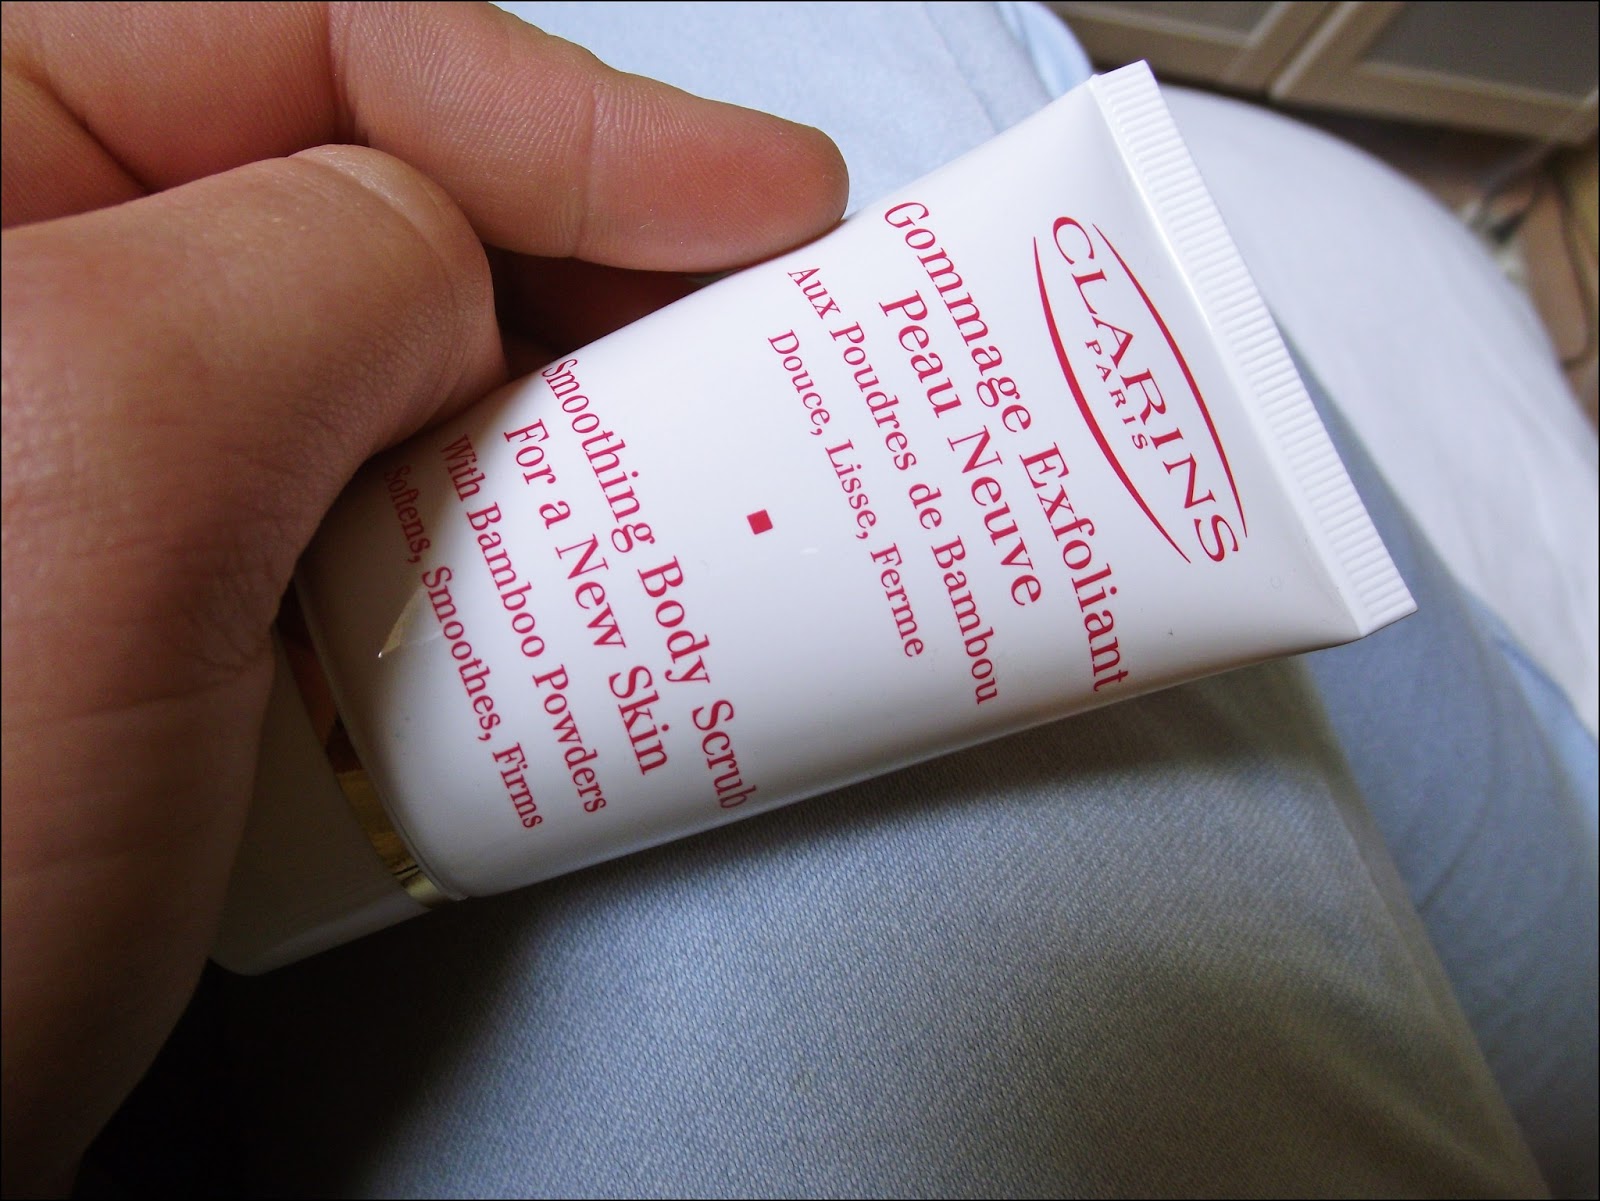 CLARINS
PARIS
Gommage Exfoliant
Peau Neuve
Aux Poudres de Bambou
Douce, Lisse, Ferme
Smoothing Body Scrub
For a New Skin
With Bamboo Powders
Softens, Smoothes, Firms